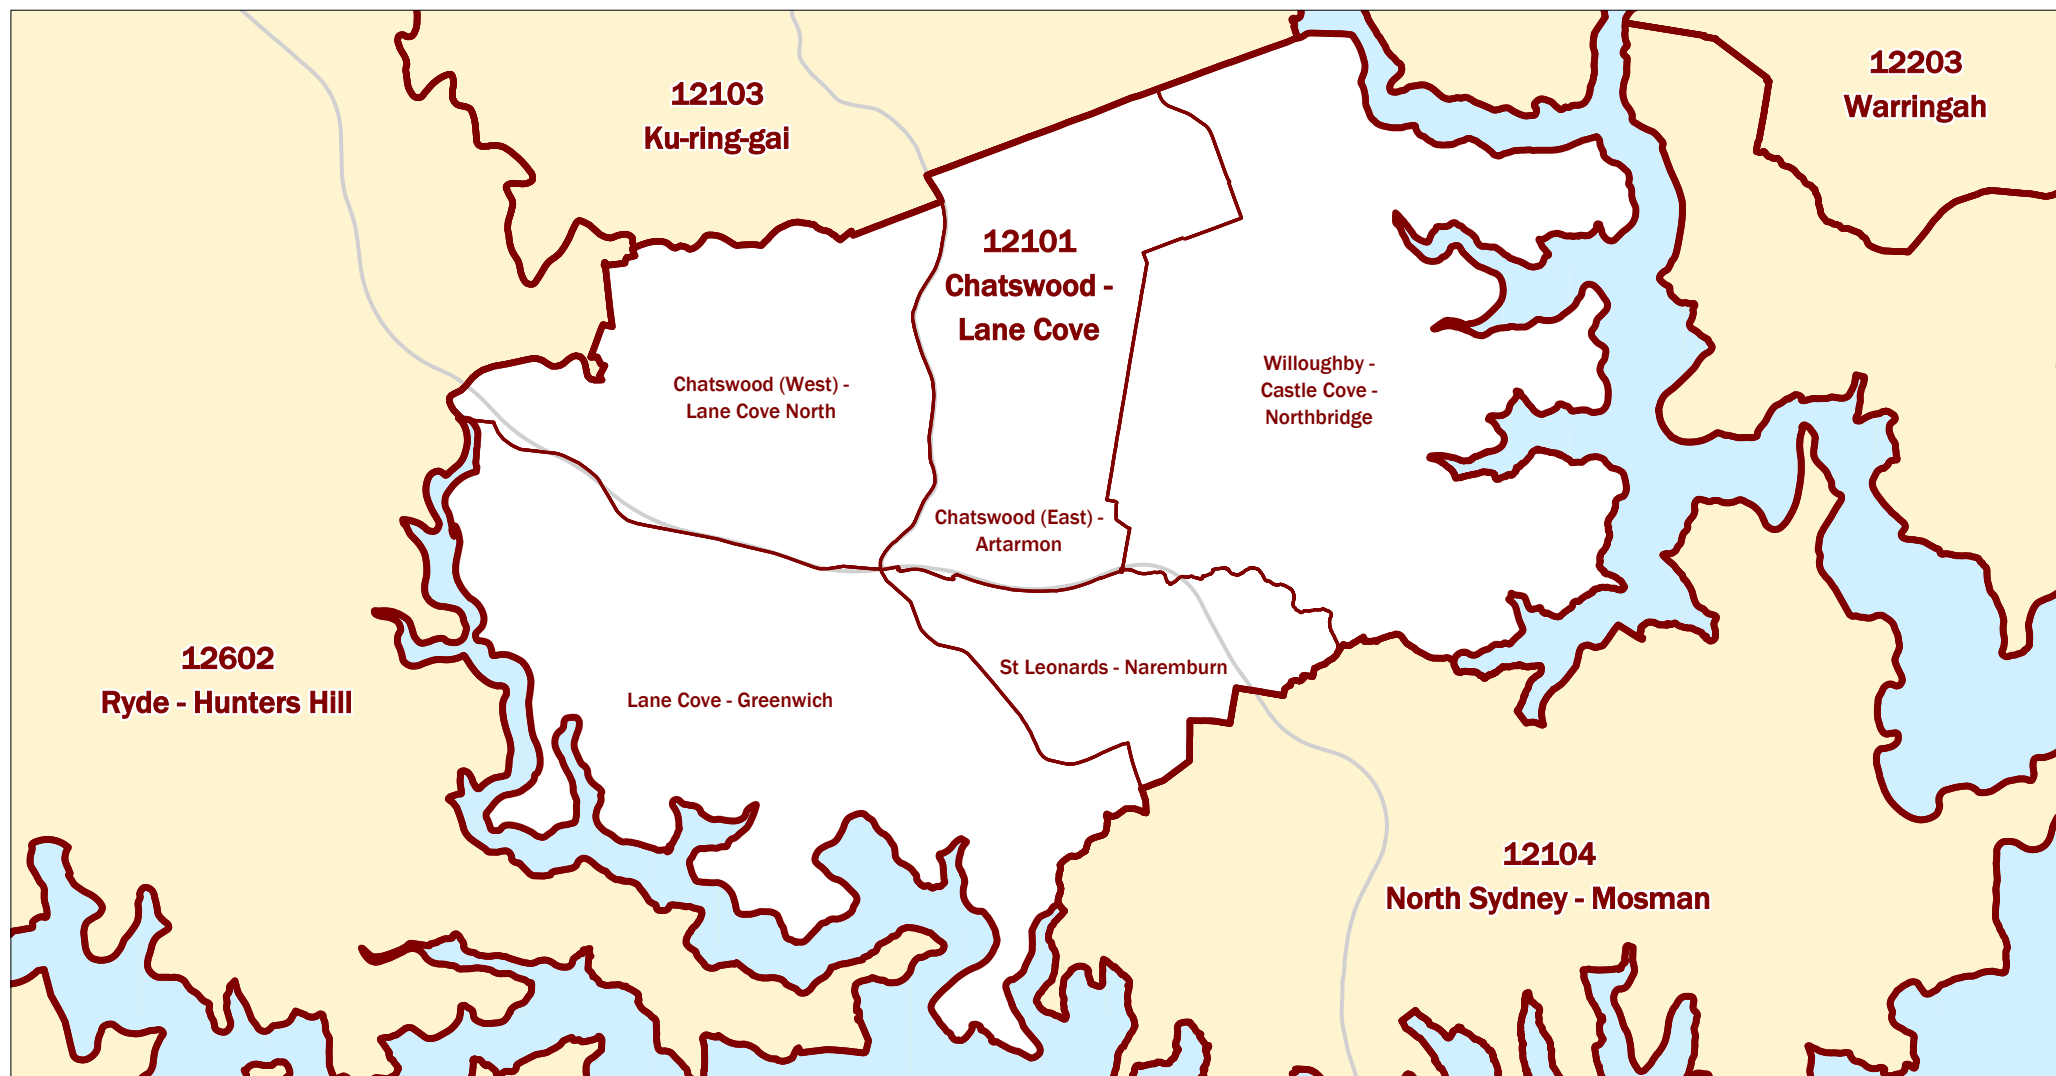 12203
Warringah
12103
Ku-ring-gai
12101
Chatswood -
Lane Cove
Willoughby -
Castle Cove -
Northbridge
Chatswood (West) -
Lane Cove North
Chatswood (East) -
Artarmon
12602
Ryde - Hunters Hill
St Leonards - Naremburn
Lane Cove - Greenwich
12104
North Sydney - Mosman